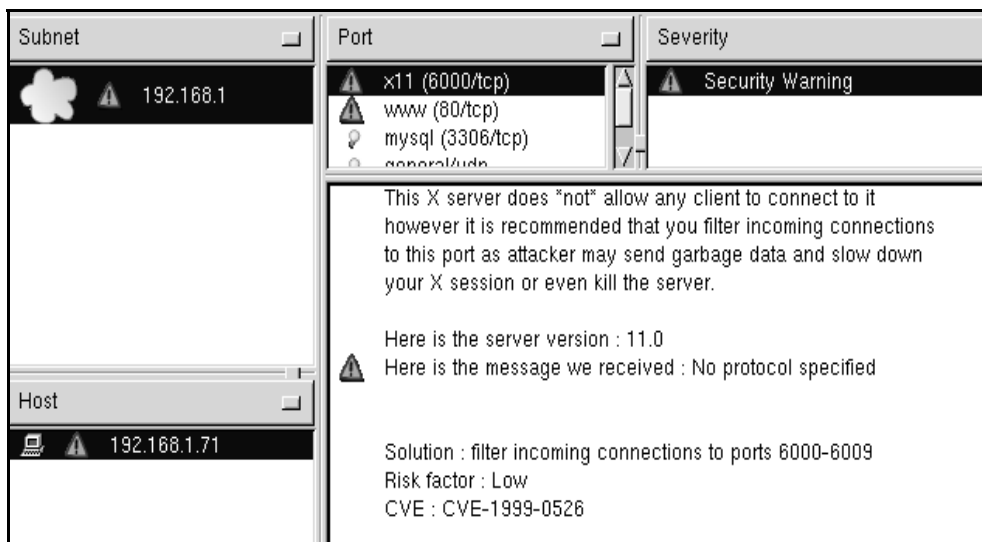 Subnet
192.168.1
Port
x11 (6000/tcp)
www (80/tcp)
mysql (3306/tcp)
general/udp
Severity
Security Warning
Host
192.168.1.71
This X server does *not* allow any client to connect to it
however it is recommended that you filter incoming connections
to this port as attacker may send garbage data and slow down
your X session or even kill the server.
Here is the server version : 11.0
Here is the message we received : No protocol specified
Solution : filter incoming connections to ports 6000-6009
Risk factor : Low
CVE : CVE-1999-0526